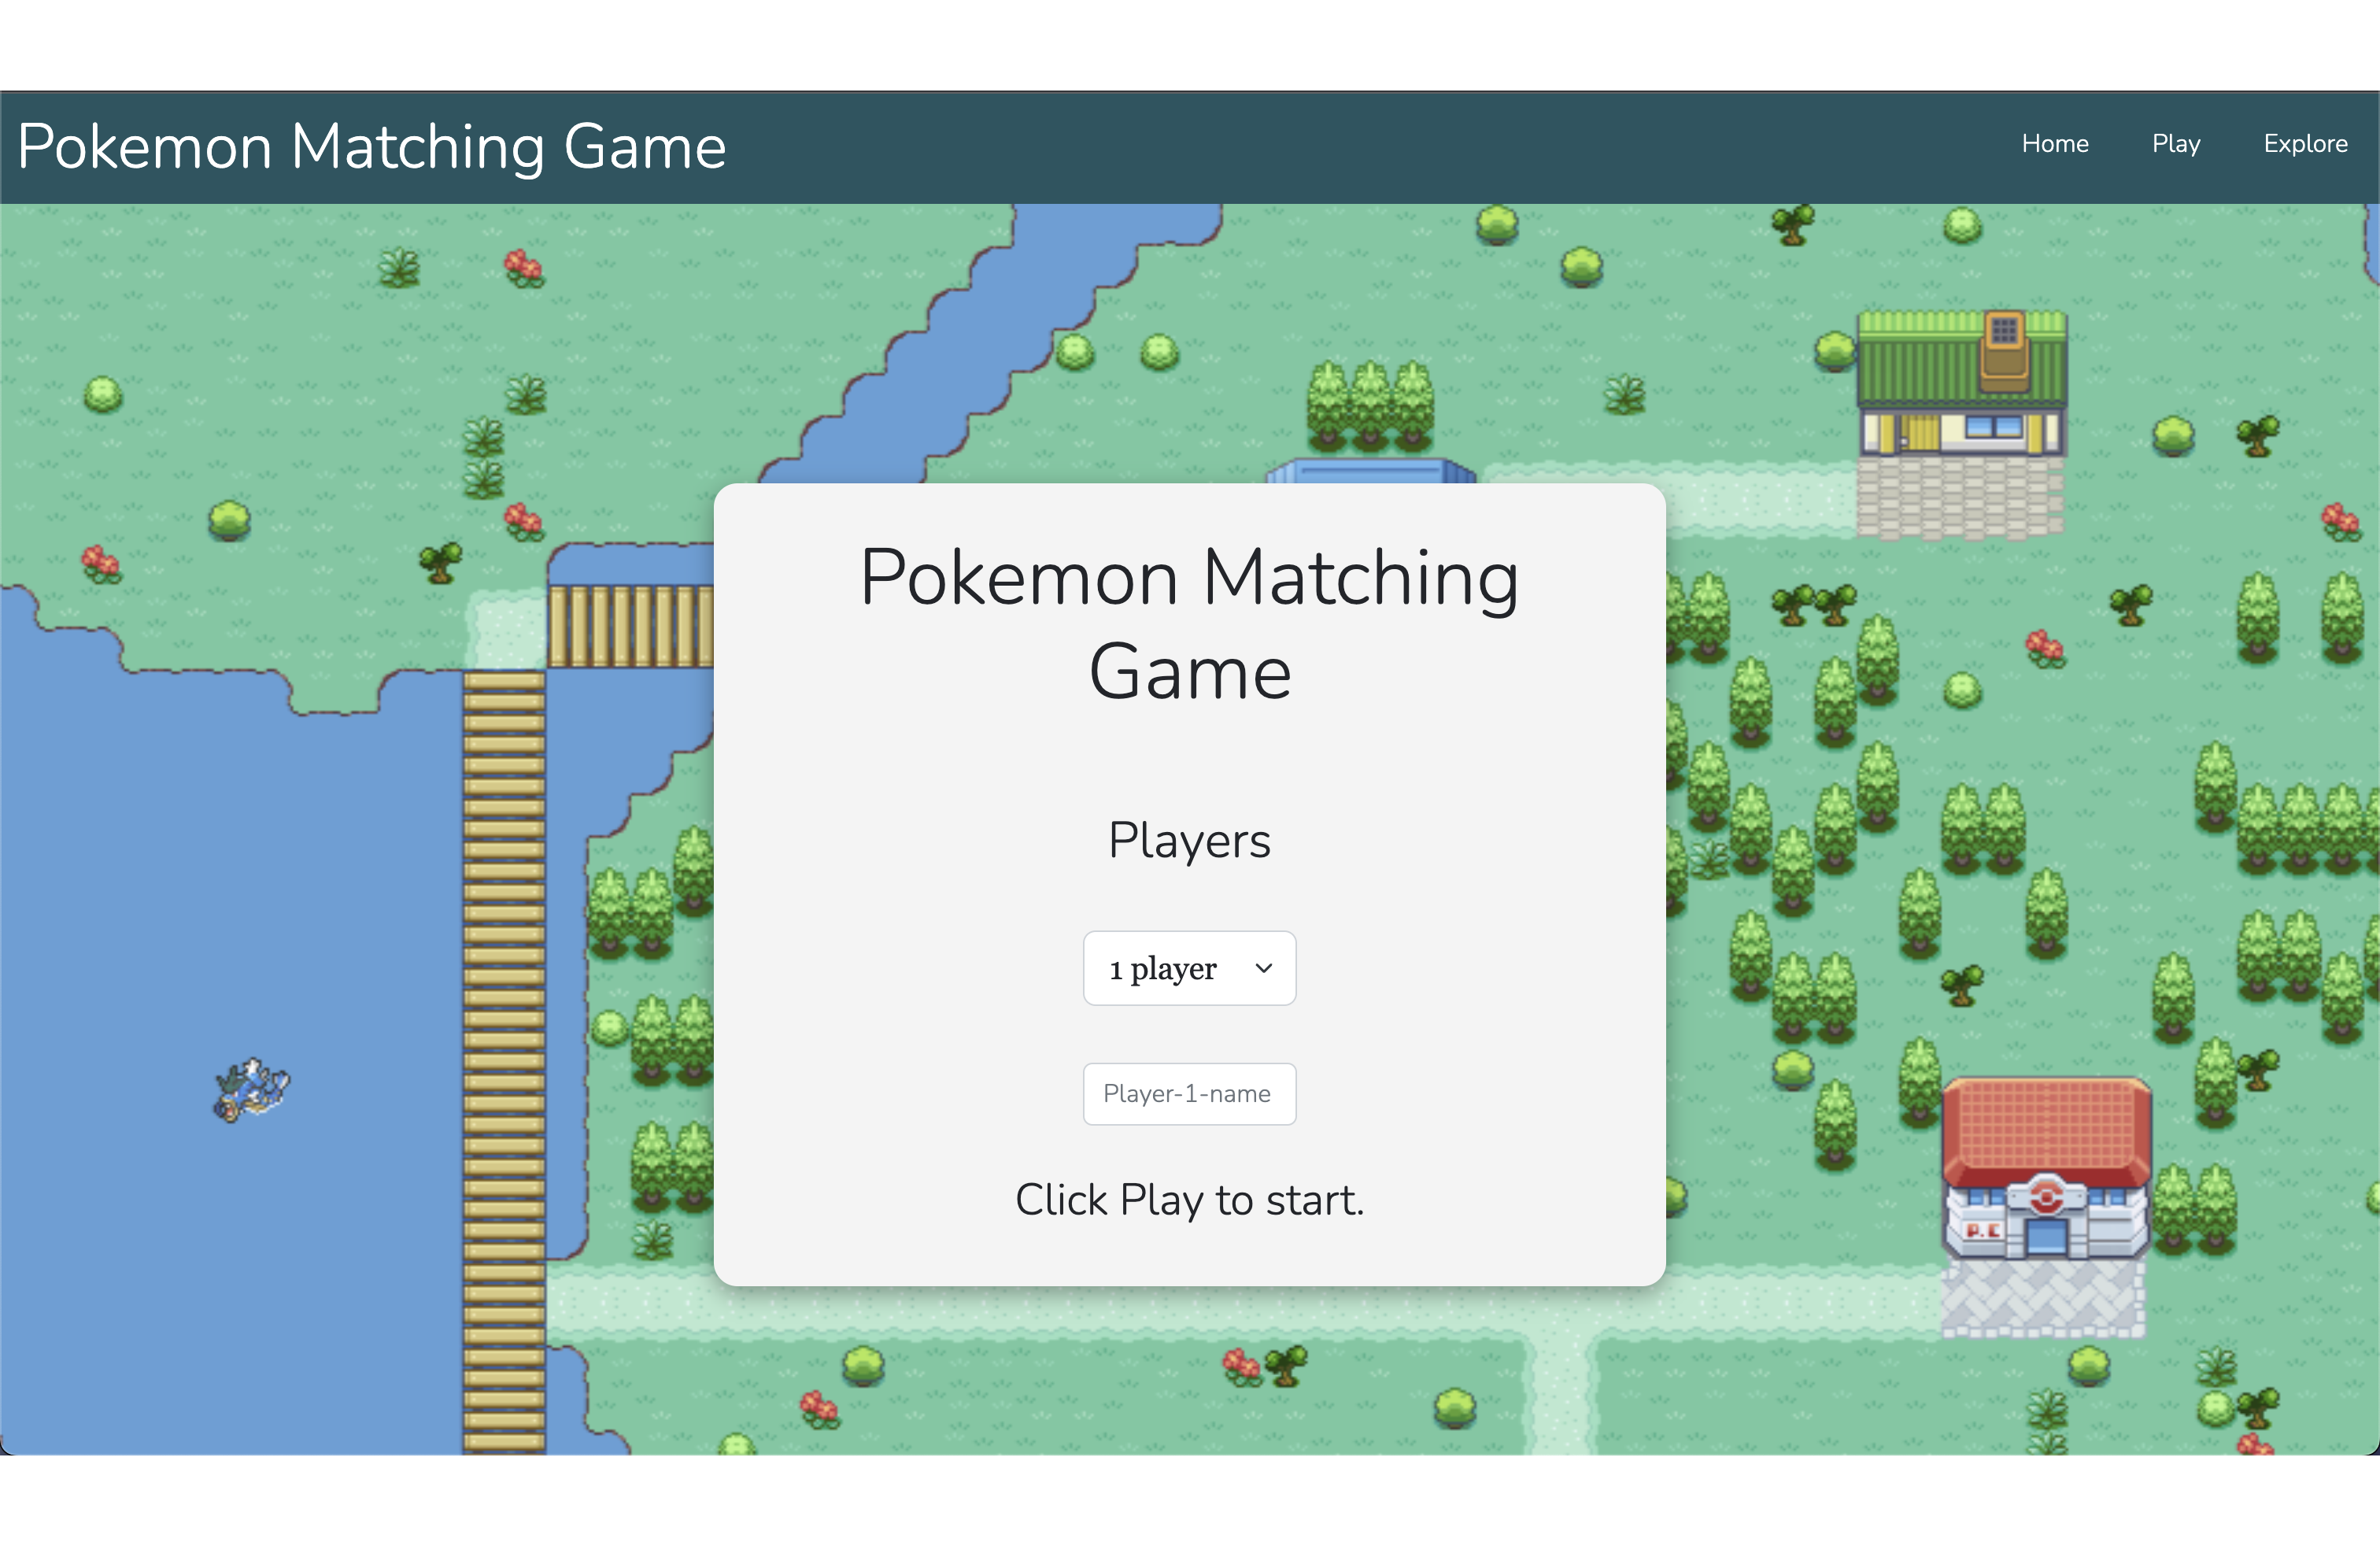 Pokemon Matching Game
Home Play Explore
Pokemon Matching
Game
Players
1 player
Player-1-name
Click Play to start.
P.C